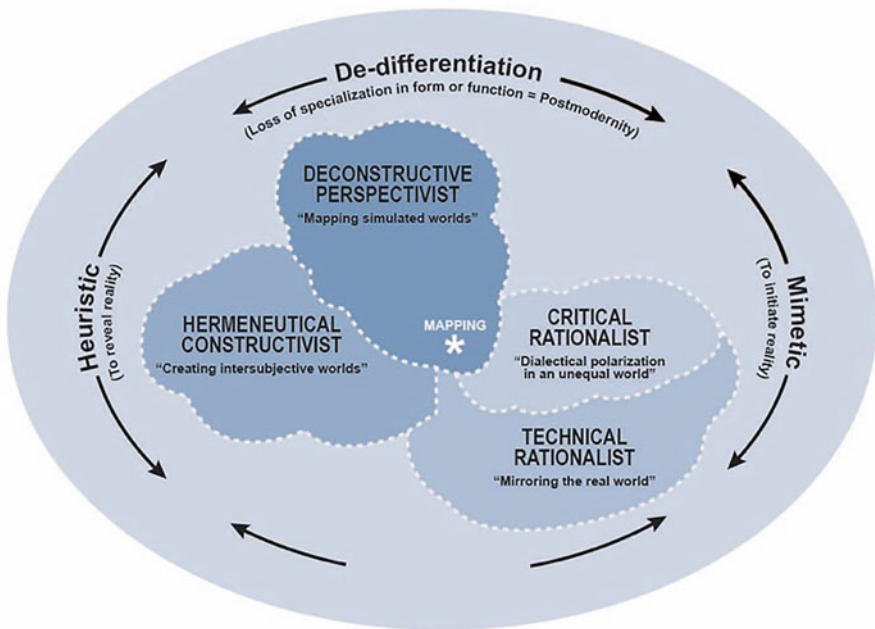 De-differentiation
(Loss of specialization in form or function = Postmodernity)
DECONSTRUCTIVE
PERSPECTIVIST
“Mapping simulated worlds”
Heuristic
(To reveal reality)
Mimetic
(To initiate reality)
HERMENEUTICAL
CONSTRUCTIVIST
“Creating intersubjective worlds”
MAPPING
*
CRITICAL
RATIONALIST
“Dialectical polarization
in an unequal world”
TECHNICAL
RATIONALIST
“Mirroring the real world”